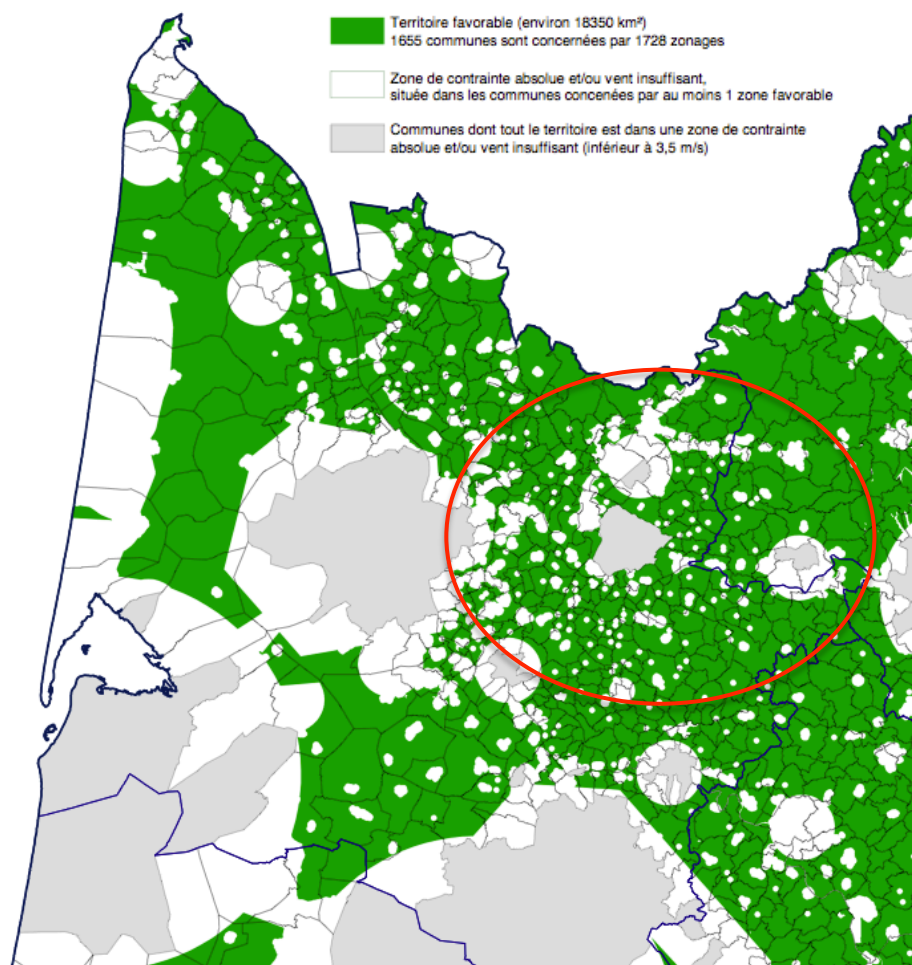 Territoire favorable (environ 18350 km²)
1655 communes sont concernées par 1728 zonages
Zone de contrainte absolue et/ou vent insuffisant,
située dans les communes concenées par au moins 1 zone favorable
Communes dont tout le territoire est dans une zone de contrainte
absolue et/ou vent insuffisant (inférieur à 3,5 m/s)